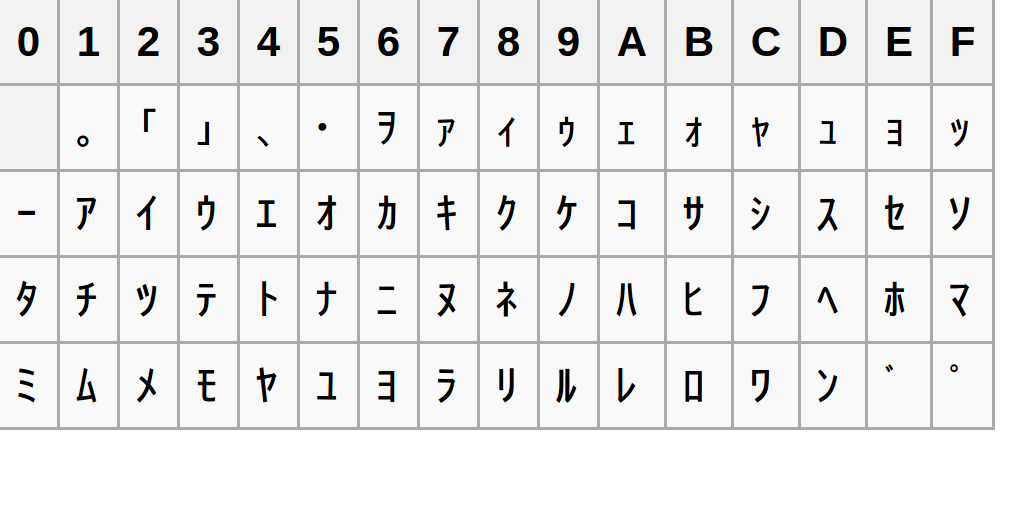 0 1 2 3 4 5 6 7 8 9 A B C D E F
｡ ｢ ｣ ､ ･ ｦ ｧ ｨ ｩ ｪ ｫ ｬ ｭ ｮ ｯ
ｰ ｱ ｲ ｳ ｴ ｵ ｶ ｷ ｸ ｹ ｺ ｻ ｼ ｽ ｾ ｿ
ﾀ ﾁ ﾂ ﾃ ﾄ ﾅ ﾆ ﾇ ﾈ ﾉ ﾊ ﾋ ﾌ ﾍ ﾎ ﾏ
ﾐ ﾑ ﾒ ﾓ ﾔ ﾕ ﾖ ﾗ ﾘ ﾙ ﾚ ﾛ ﾜ ﾝ ﾞ ﾟ